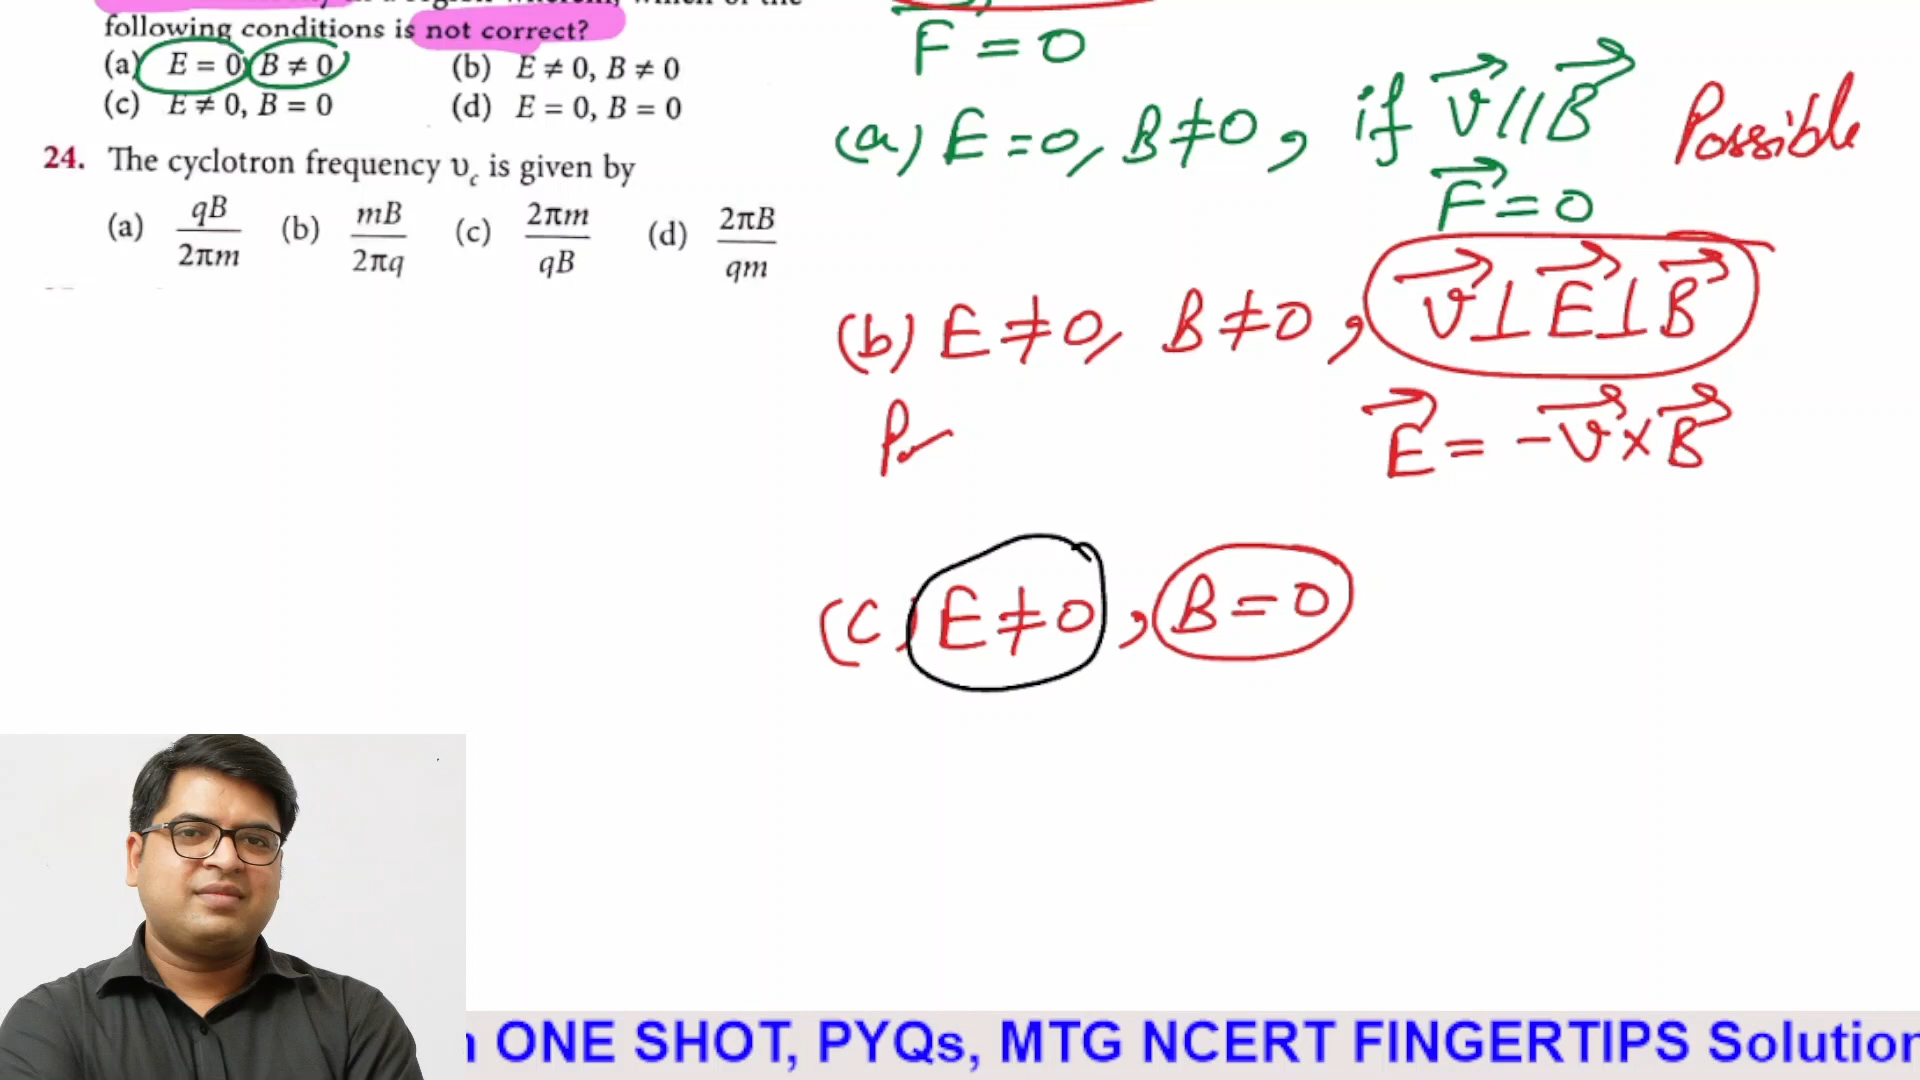 following conditions is not correct?
(a) E = 0, B ≠ 0 (b) E ≠ 0, B ≠ 0
(c) E ≠ 0, B = 0 (d) E = 0, B = 0
24. The cyclotron frequency υc is given by
(a) qB/2πm (b) mB/2πq (c) 2πm/qB (d) 2πB/qm
F = 0
(a) E = 0, B ≠ 0, if v⃗ // B⃗ Possible
F⃗ = 0
(b) E ≠ 0, B ≠ 0, v⃗ ⊥ E⃗ ⊥ B⃗
E⃗ = -v⃗ × B⃗
(c) E ≠ 0, B = 0
ONE SHOT, PYQs, MTG NCERT FINGERTIPS Solution